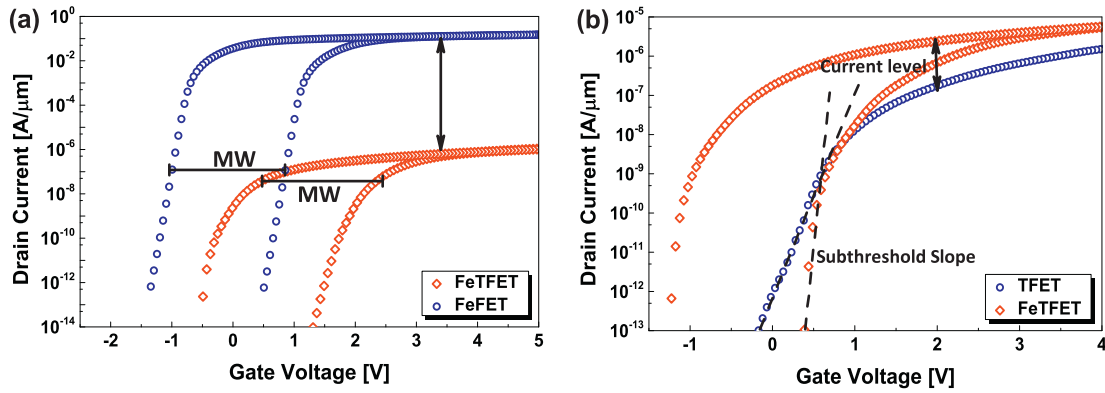 (a)
Drain Current [A/μm]
10^0
10^-2
10^-4
10^-6
10^-8
10^-10
10^-12
10^-14
MW
MW
FeTFET
FeFET
-2 -1 0 1 2 3 4 5
Gate Voltage [V]
(b)
Drain Current [A/μm]
10^-5
10^-6
10^-7
10^-8
10^-9
10^-10
10^-11
10^-12
10^-13
Current level
Subthreshold Slope
TFET
FeTFET
-1 0 1 2 3 4
Gate Voltage [V]